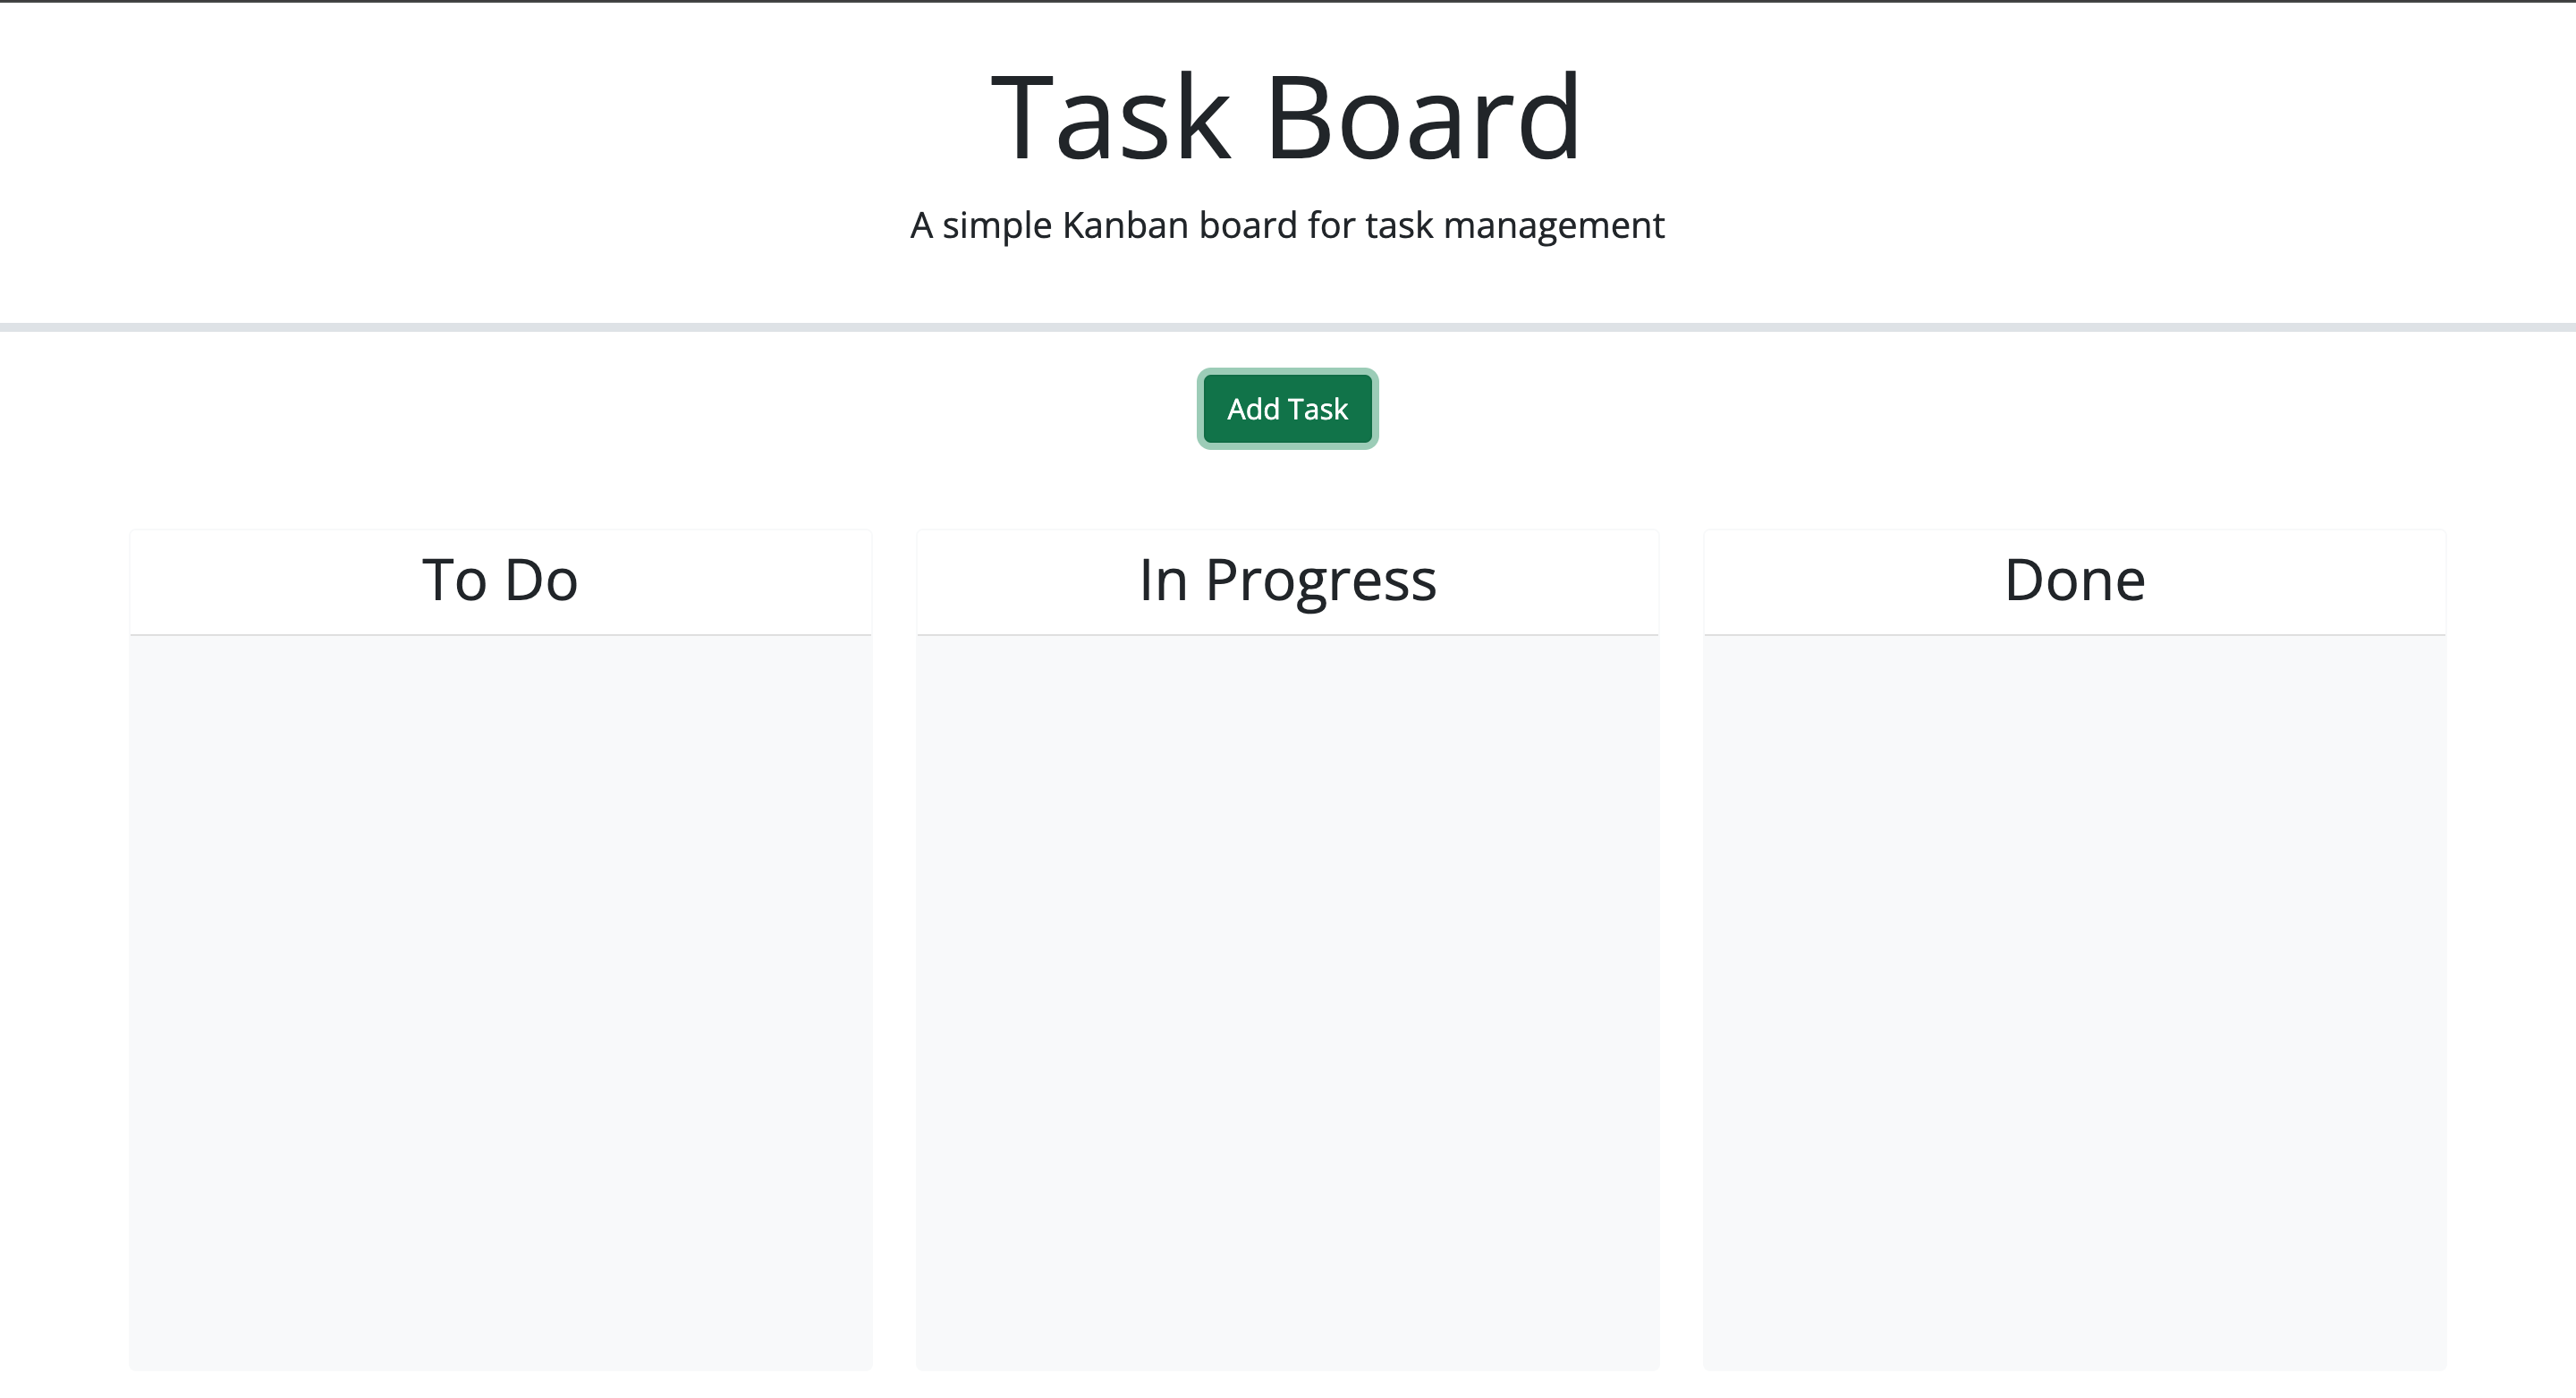 Task Board
A simple Kanban board for task management
Add Task
To Do
In Progress
Done